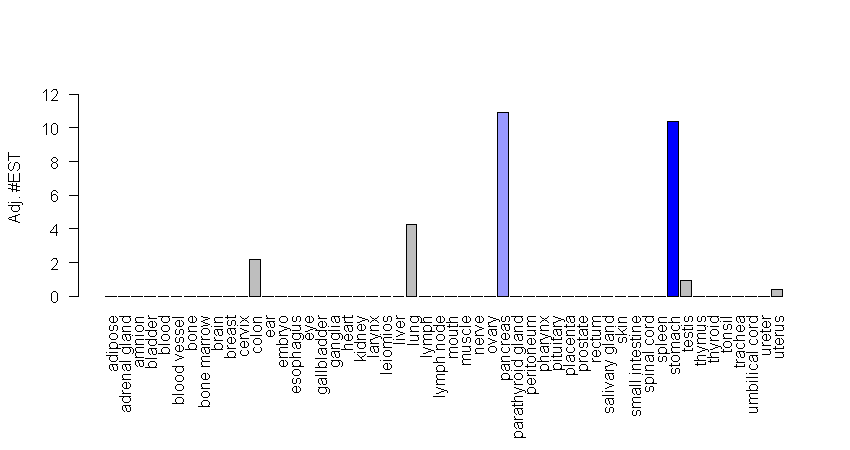 Adj. #EST
12
10
8
6
4
2
0
adipose
adrenal gland
amnion
bladder
blood
blood vessel
bone
bone marrow
brain
breast
cervix
colon
ear
embryo
esophagus
eye
gallbladder
ganglia
heart
kidney
larynx
leiomios
liver
lung
lymph
lymph node
mouth
muscle
nerve
ovary
pancreas
parathyroid gland
peritoneum
pharynx
pituitary
placenta
prostate
rectum
salivary gland
skin
small intestine
spinal cord
spleen
stomach
testis
thymus
thyroid
tonsil
trachea
umbilical cord
ureter
uterus